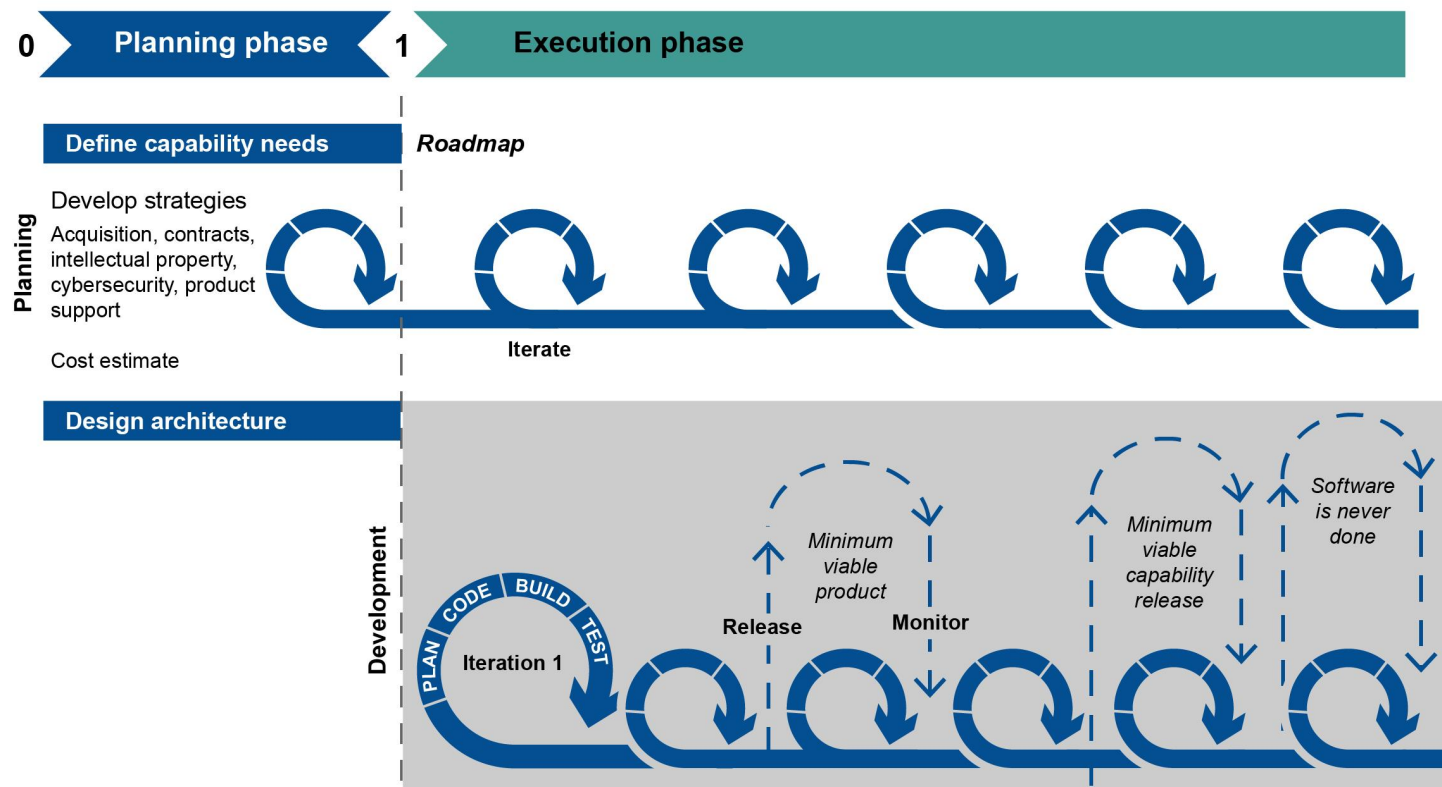 0
Planning phase
1
Execution phase
Define capability needs
Roadmap
Planning
Develop strategies
Acquisition, contracts,
intellectual property,
cybersecurity, product
support
Cost estimate
Iterate
Design architecture
Development
PLAN
CODE
BUILD
TEST
Iteration 1
Release
Minimum
viable
product
Monitor
Minimum
viable
capability
release
Software
is never
done